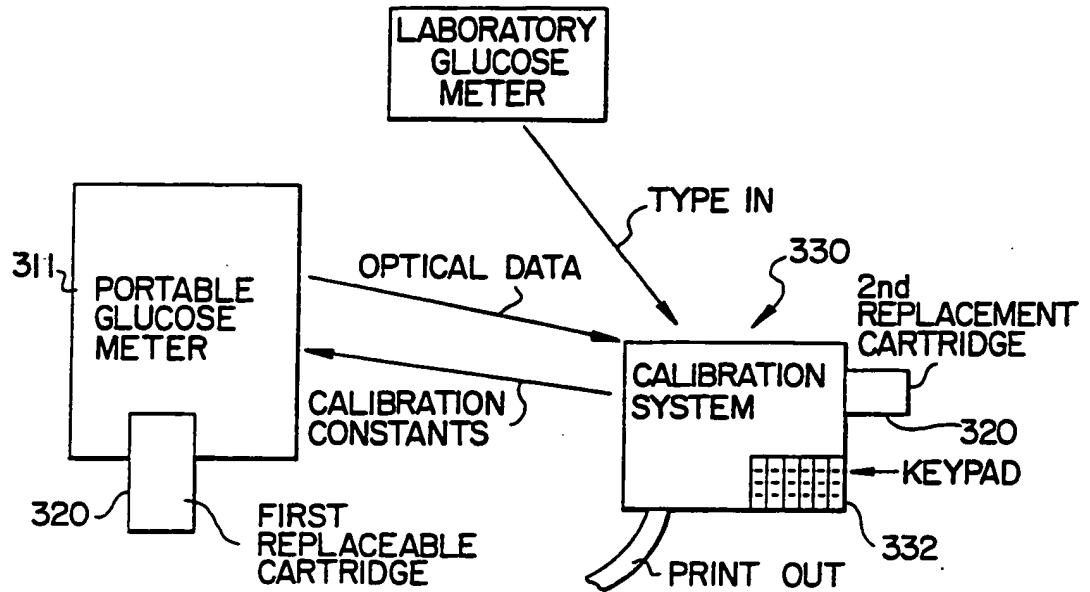 LABORATORY
GLUCOSE
METER
TYPE IN
330
311
PORTABLE
GLUCOSE
METER
OPTICAL DATA
2nd
REPLACEMENT
CARTRIDGE
CALIBRATION
SYSTEM
CALIBRATION
CONSTANTS
320
KEYPAD
320
FIRST
REPLACEABLE
CARTRIDGE
332
PRINT OUT